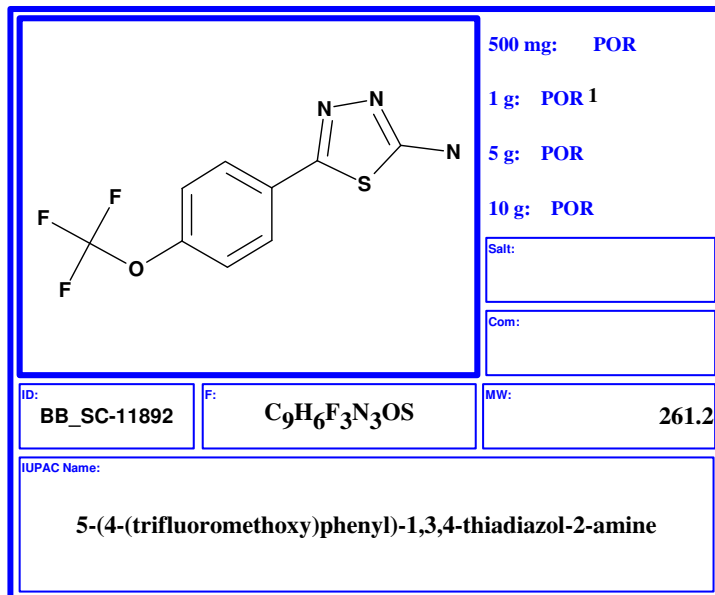 500 mg: POR
1 g: POR 1
5 g: POR
10 g: POR
N N
N
S
F
F
O
F
Salt:
Com:
ID:
BB_SC-11892
F:
C9H6F3N3OS
MW:
261.2
IUPAC Name:
5-(4-(trifluoromethoxy)phenyl)-1,3,4-thiadiazol-2-amine